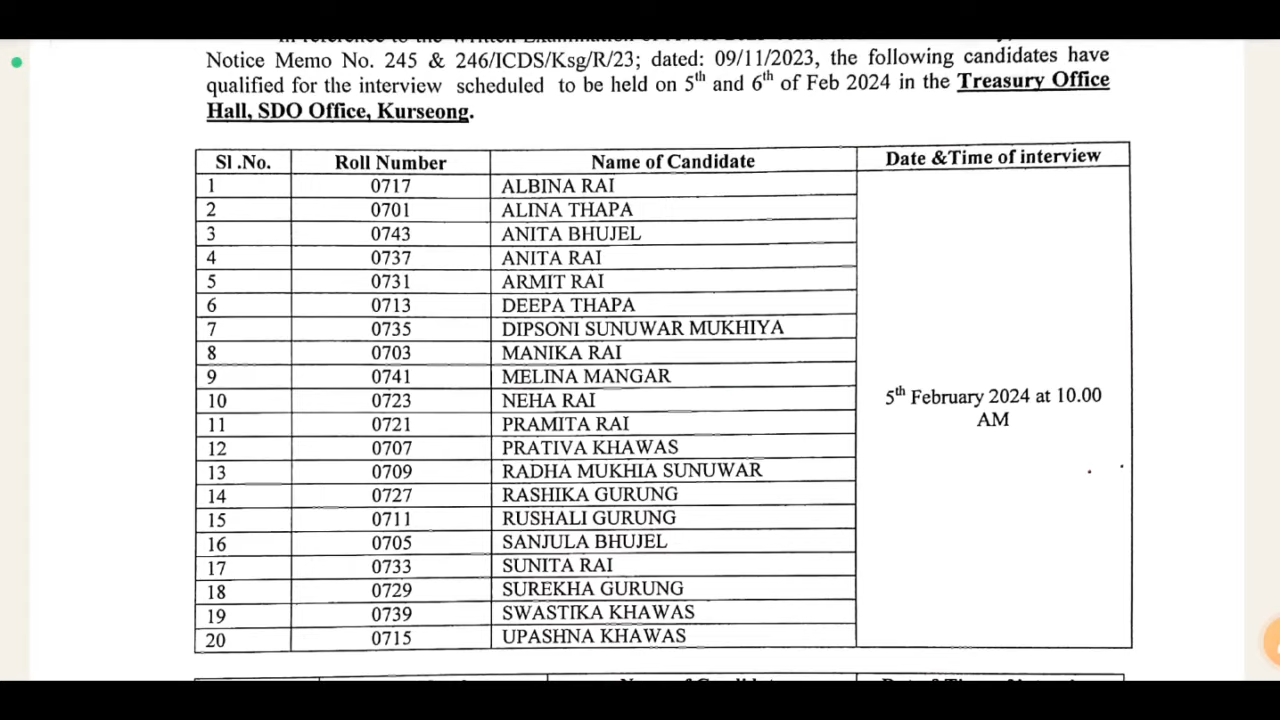 Notice Memo No. 245 & 246/ICDS/Ksg/R/23; dated: 09/11/2023, the following candidates have
qualified for the interview scheduled to be held on 5th and 6th of Feb 2024 in the Treasury Office
Hall, SDO Office, Kurseong.
Sl .No. Roll Number Name of Candidate Date &Time of interview
1 0717 ALBINA RAI
2 0701 ALINA THAPA
3 0743 ANITA BHUJEL
4 0737 ANITA RAI
5 0731 ARMIT RAI
6 0713 DEEPA THAPA
7 0735 DIPSONI SUNUWAR MUKHIYA
8 0703 MANIKA RAI
9 0741 MELINA MANGAR
10 0723 NEHA RAI 5th February 2024 at 10.00
11 0721 PRAMITA RAI AM
12 0707 PRATIVA KHAWAS
13 0709 RADHA MUKHIA SUNUWAR
14 0727 RASHIKA GURUNG
15 0711 RUSHALI GURUNG
16 0705 SANJULA BHUJEL
17 0733 SUNITA RAI
18 0729 SUREKHA GURUNG
19 0739 SWASTIKA KHAWAS
20 0715 UPASHNA KHAWAS